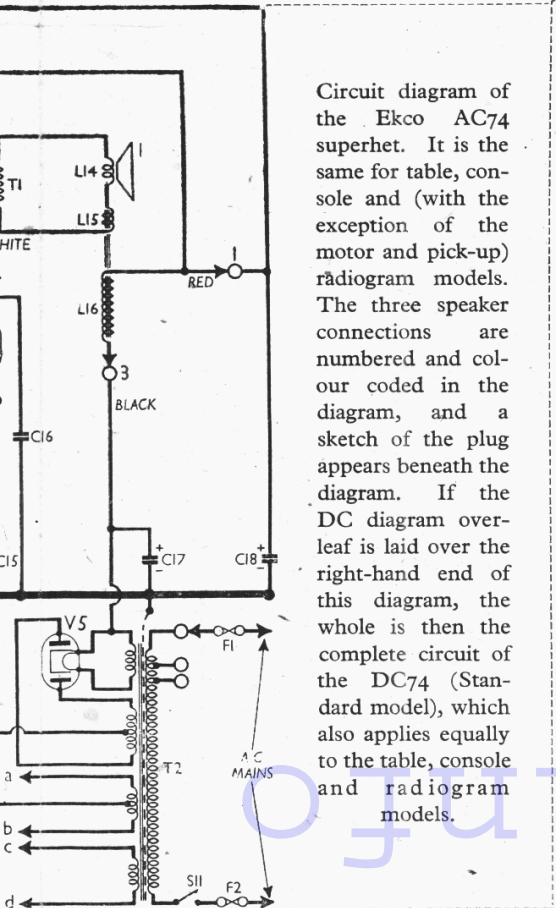 Circuit diagram of
the Ekco AC74
superhet. It is the
same for table, con-
sole and (with the
exception of the
motor and pick-up)
radiogram models.
The three speaker
connections are
numbered and col-
our coded in the
diagram, and a
sketch of the plug
appears beneath the
diagram. If the
DC diagram over-
leaf is laid over the
right-hand end of
this diagram, the
whole is then the
complete circuit of
the DC74 (Stan-
dard model), which
also applies equally
to the table, console
and radiogram
models.
L14
1
T1
L15
HITE
1
RED
L16
3
BLACK
C16
C15
+
C17
-
C18
+
-
V5
F1
T2
A C
MAINS
a
b
c
d
S11
F2